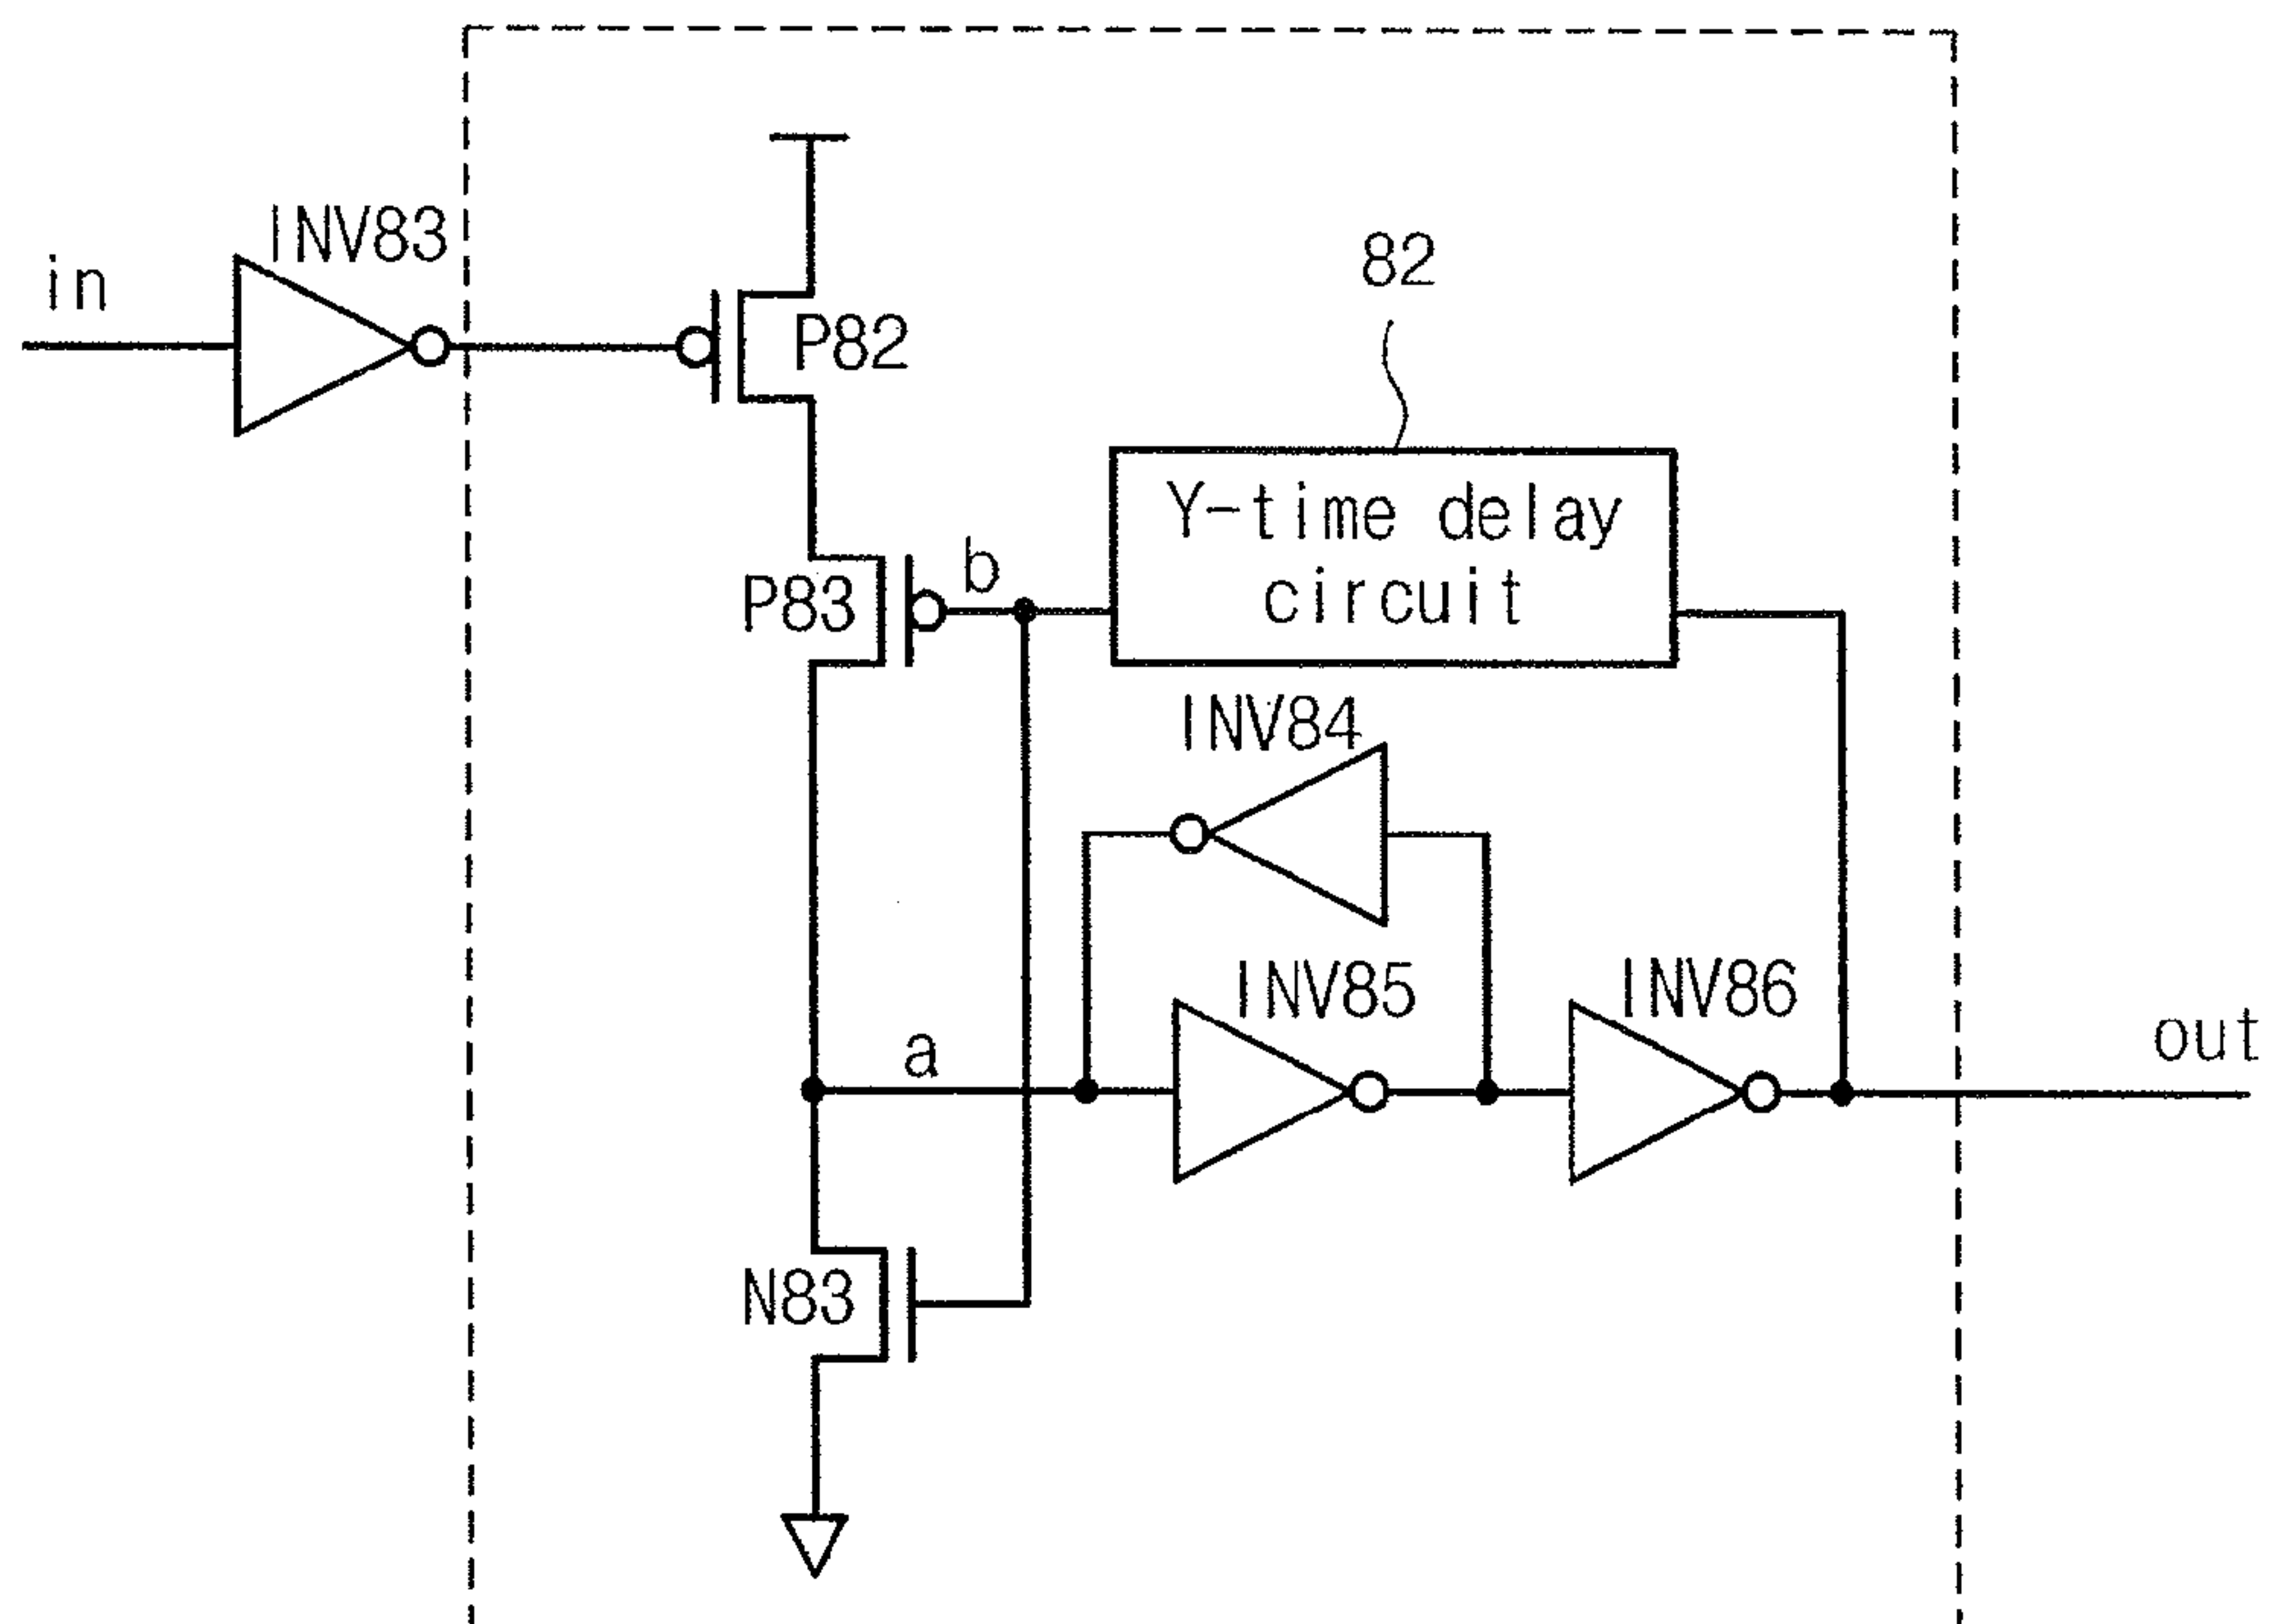 in
INV83
P82
82
Y-time delay
circuit
P83
b
INV84
INV85
INV86
a
out
N83